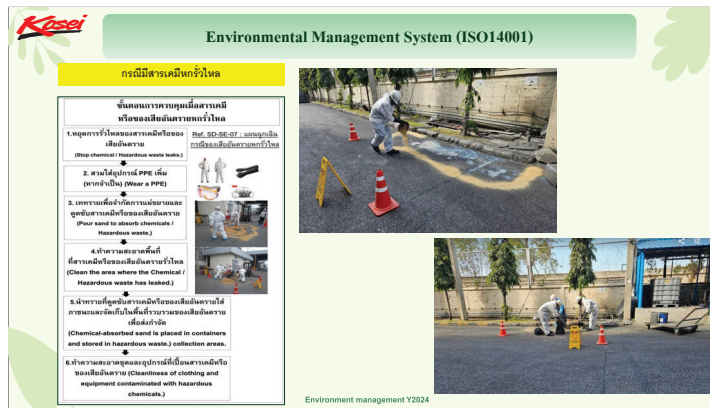 Kosei
Environmental Management System (ISO14001)
กรณีมีสารเคมีหกรั่วไหล
ขั้นตอนการควบคุมเมื่อสารเคมี
หรือของเสียอันตรายหกรั่วไหล
1.หยุดการรั่วไหลของสารเคมีหรือของ
เสียอันตราย
(Stop chemical / Hazardous waste leaks.)
Ref. SD-SE-07 : แผนฉุกเฉิน
กรณีของเสียอันตรายหกรั่วไหล
2. สวมใส่อุปกรณ์ PPE เพิ่ม
(หากจำเป็น) (Wear a PPE)
3. เททรายเพื่อจำกัดการแผ่ขยายและ
ดูดซับสารเคมีหรือของเสียอันตราย
(Pour sand to absorb chemicals /
Hazardous waste.)
4.ทำความสะอาดพื้นที่
ที่สารเคมีหรือของเสียอันตรายรั่วไหล
(Clean the area where the Chemical /
Hazardous waste has leaked.)
5.นำทรายที่ดูดซับสารเคมีหรือของเสียอันตรายใส่
ภาชนะและจัดเก็บในพื้นที่รวบรวมของเสียอันตราย
เพื่อส่งกำจัด
(Chemical-absorbed sand is placed in containers
and stored in hazardous waste.) collection areas.
6.ทำความสะอาดชุดและอุปกรณ์ที่เปื้อนสารเคมีหรือ
ของเสียอันตราย (Cleanliness of clothing and
equipment contaminated with hazardous
chemicals.)
Environment management Y2024